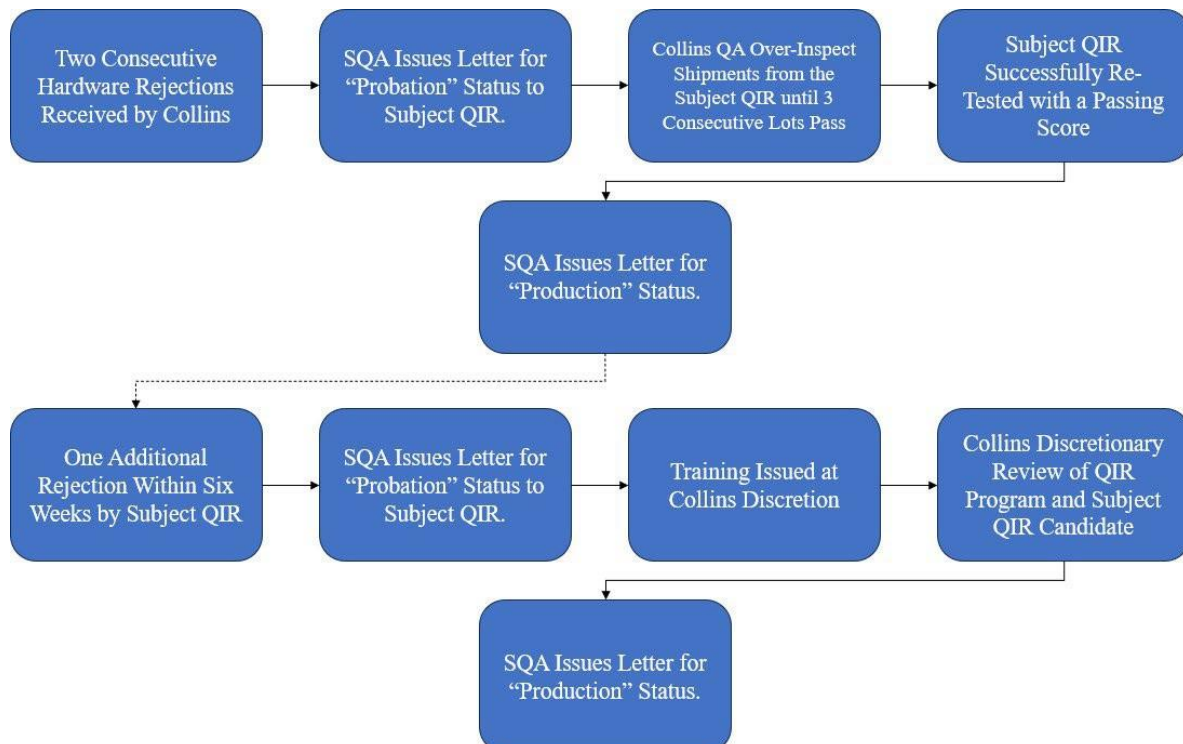 Two Consecutive
Hardware Rejections
Received by Collins
SQA Issues Letter for
“Probation” Status to
Subject QIR.
Collins QA Over-Inspect
Shipments from the
Subject QIR until 3
Consecutive Lots Pass
Subject QIR
Successfully Re-
Tested with a Passing
Score
SQA Issues Letter for
“Production” Status.
One Additional
Rejection Within Six
Weeks by Subject QIR
SQA Issues Letter for
“Probation” Status to
Subject QIR.
Training Issued at
Collins Discretion
Collins Discretionary
Review of QIR
Program and Subject
QIR Candidate
SQA Issues Letter for
“Production” Status.